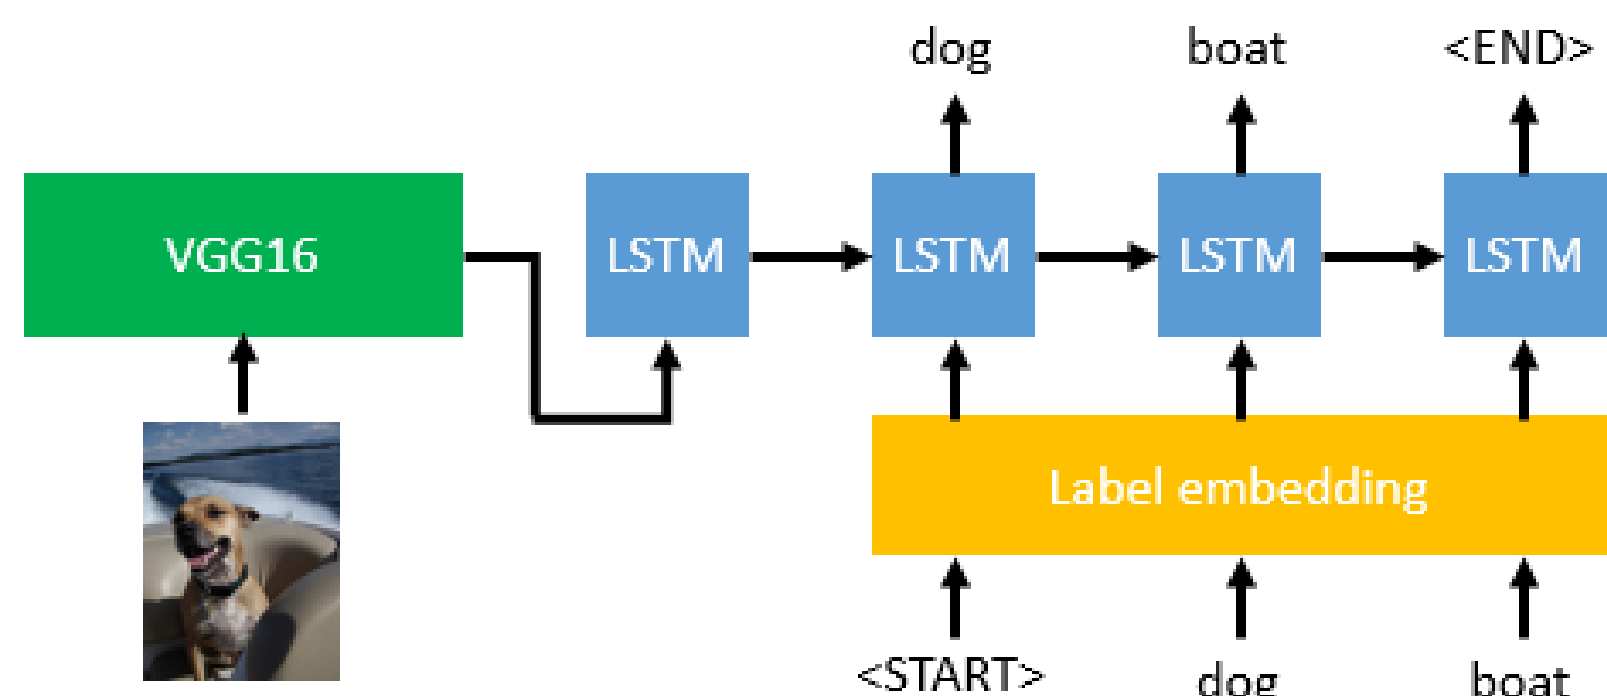 dog boat <END>
VGG16 LSTM LSTM LSTM LSTM
Label embedding
<START> dog boat